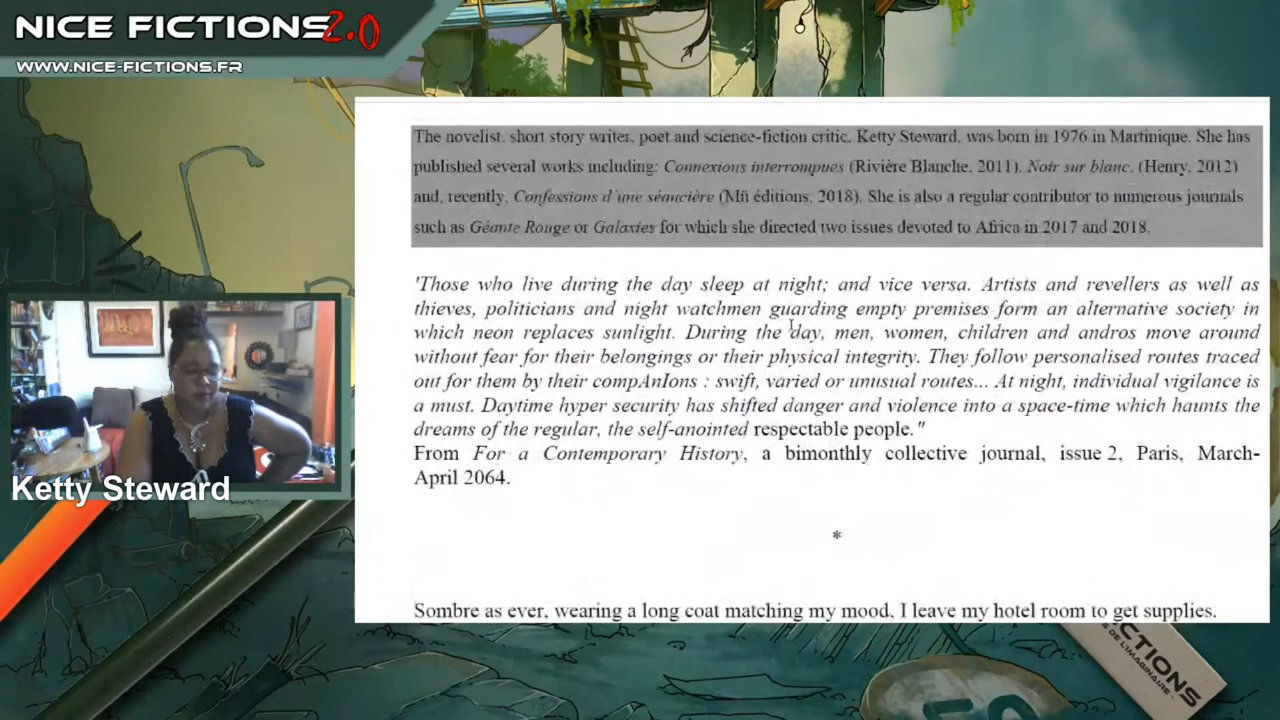 NICE FICTIONS 2.0
WWW.NICE-FICTIONS.FR
The novelist, short story writer, poet and science-fiction critic, Ketty Steward, was born in 1976 in Martinique. She has
published several works including: Connexions interrompues (Rivière Blanche, 2011), Noir sur blanc, (Henry, 2012)
and, recently, Confessions d'une séancière (Mü éditions, 2018). She is also a regular contributor to numerous journals
such as Géante Rouge or Galaxies for which she directed two issues devoted to Africa in 2017 and 2018.
'Those who live during the day sleep at night; and vice versa. Artists and revellers as well as
thieves, politicians and night watchmen guarding empty premises form an alternative society in
which neon replaces sunlight. During the day, men, women, children and andros move around
without fear for their belongings or their physical integrity. They follow personalised routes traced
out for them by their compAnIons : swift, varied or unusual routes... At night, individual vigilance is
a must. Daytime hyper security has shifted danger and violence into a space-time which haunts the
dreams of the regular, the self-anointed respectable people."
From For a Contemporary History, a bimonthly collective journal, issue 2, Paris, March-
April 2064.
*
Sombre as ever, wearing a long coat matching my mood, I leave my hotel room to get supplies.
Ketty Steward
FICTIONS
DE L'IMAGINAIRE